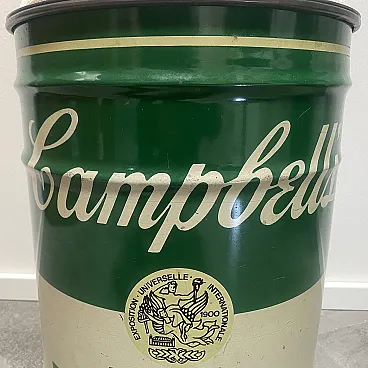 Campbell's
EXPOSITION · UNIVERSELLE · INTERNATIONALE
1900